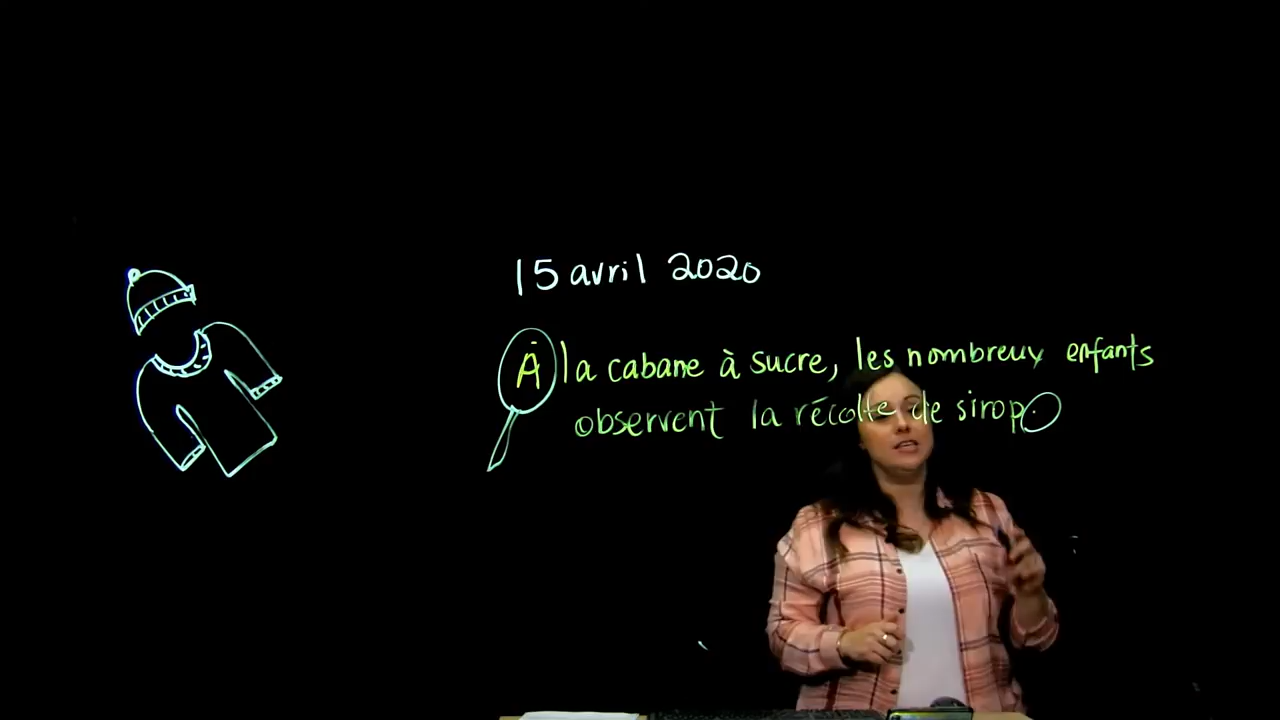 15 avril 2020
À la cabane à sucre, les nombreux enfants
observent la récolte de sirop.